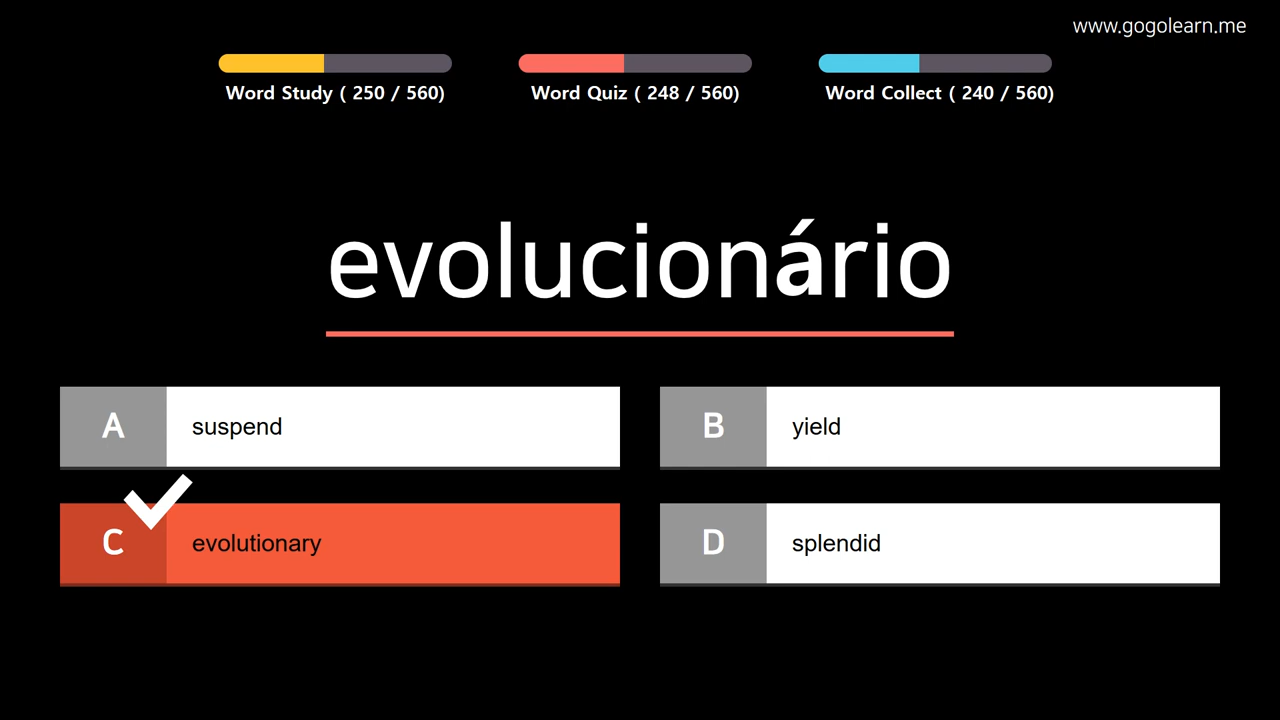 www.gogolearn.me
Word Study ( 250 / 560)
Word Quiz ( 248 / 560)
Word Collect ( 240 / 560)
evolucionário
A suspend
B yield
C evolutionary
D splendid